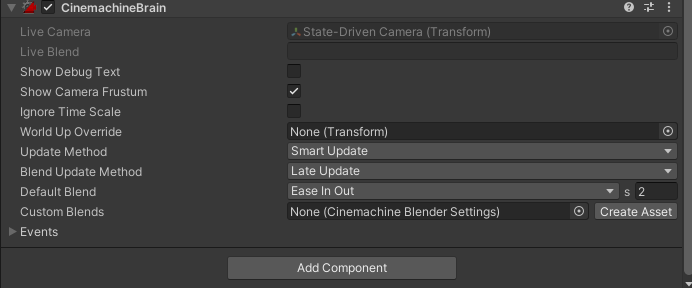 CinemachineBrain
Live Camera State-Driven Camera (Transform)
Live Blend
Show Debug Text
Show Camera Frustum
Ignore Time Scale
World Up Override None (Transform)
Update Method Smart Update
Blend Update Method Late Update
Default Blend Ease In Out s 2
Custom Blends None (Cinemachine Blender Settings) Create Asset
Events
Add Component